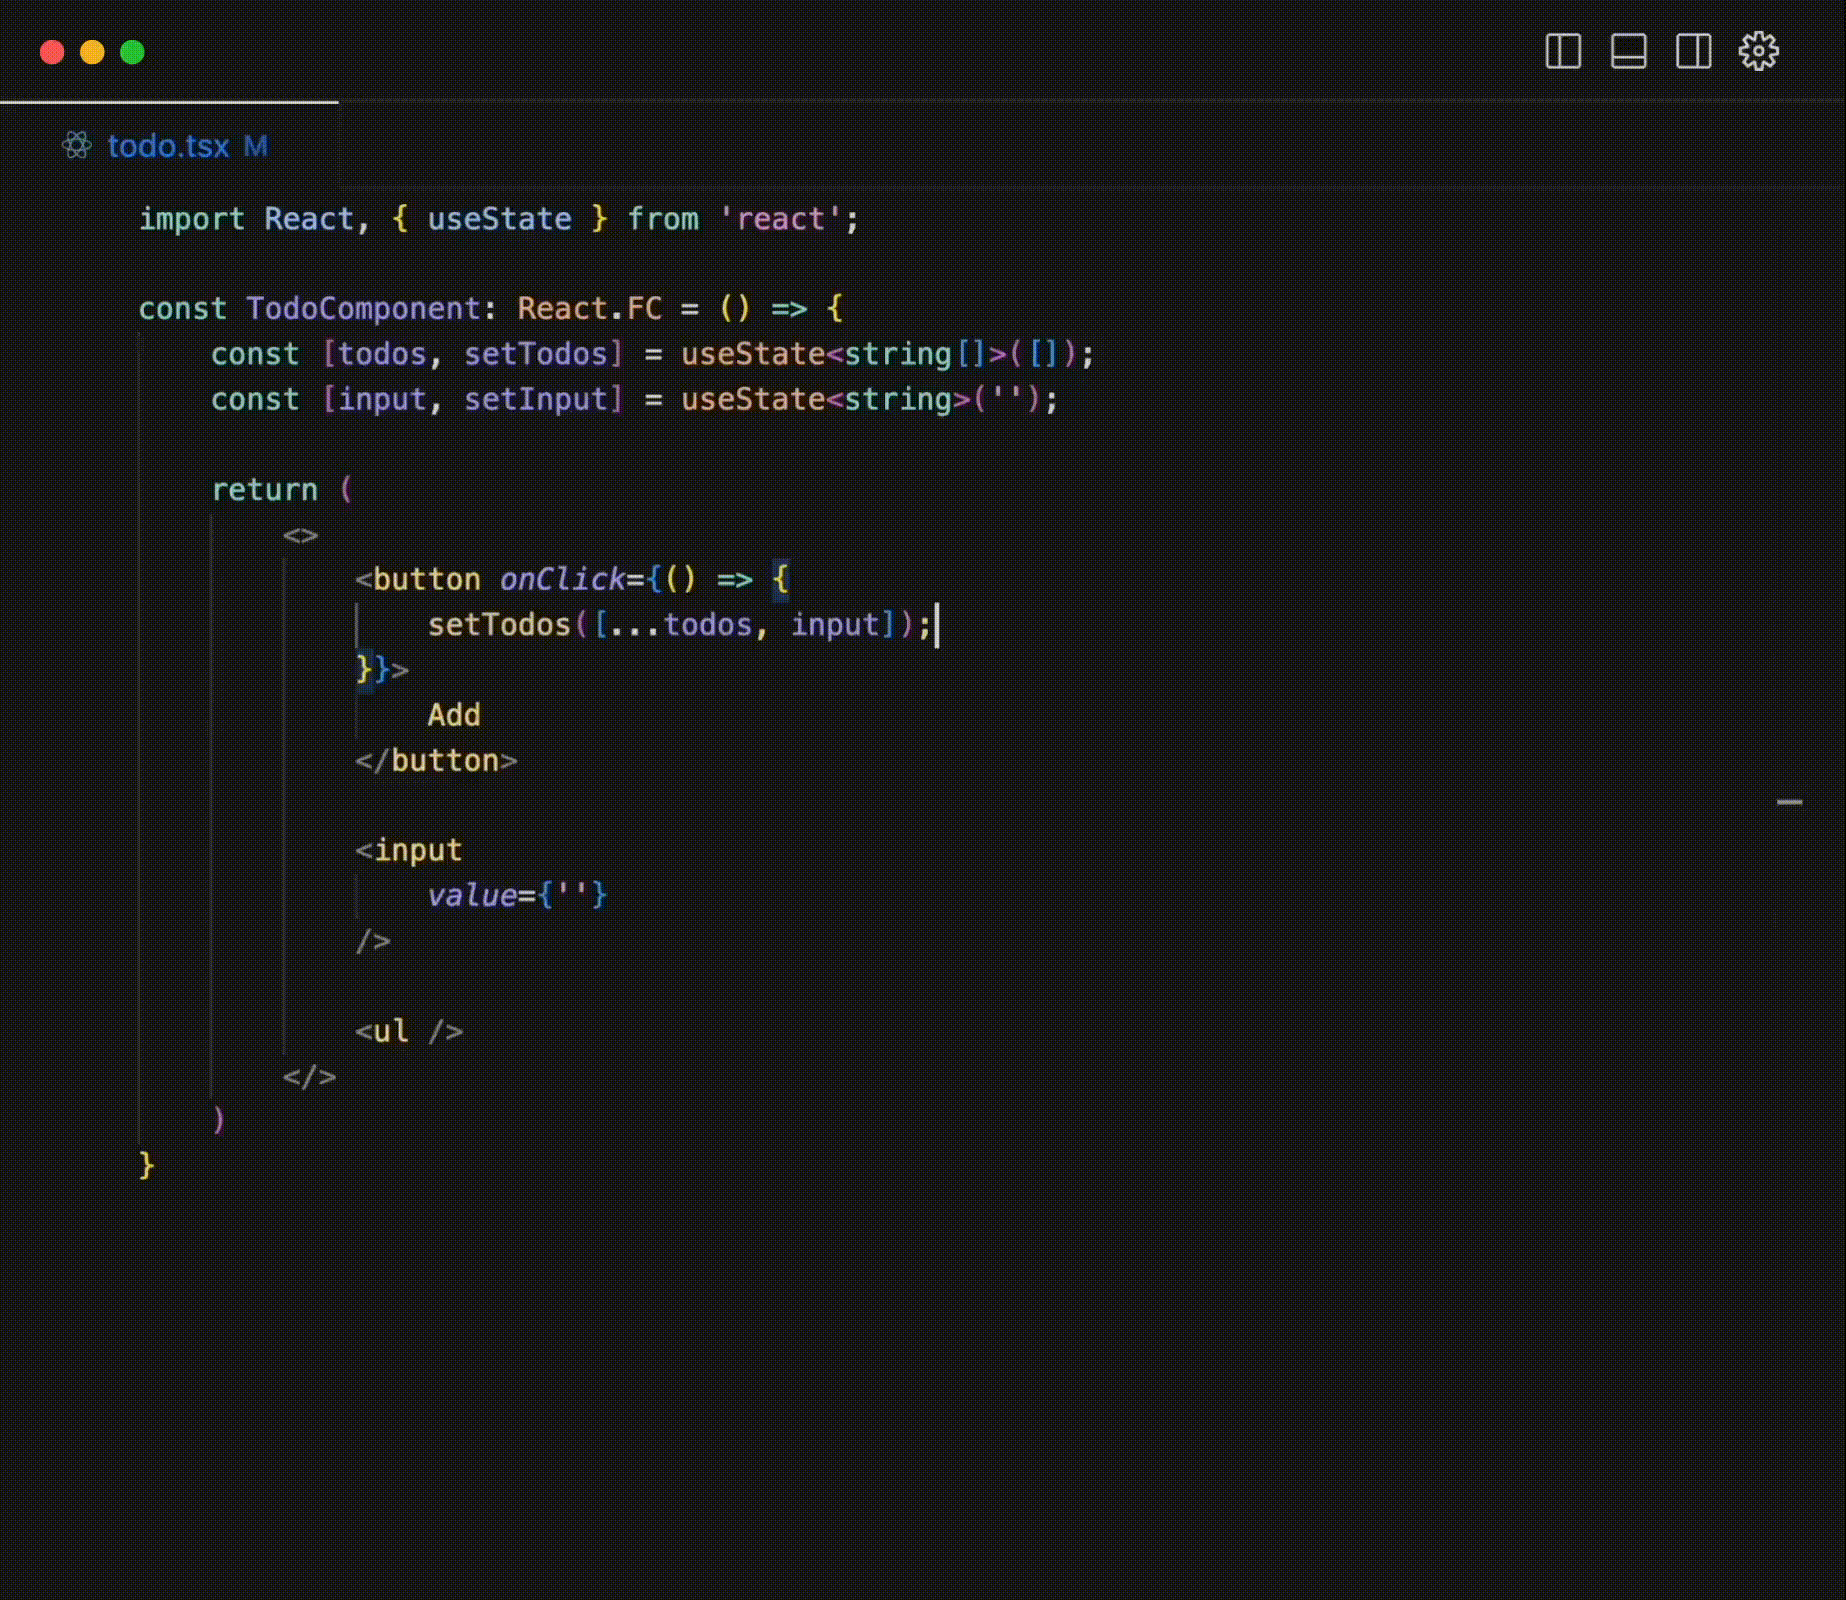 todo.tsx M
import React, { useState } from 'react';
const TodoComponent: React.FC = () => {
const [todos, setTodos] = useState<string[]>([]);
const [input, setInput] = useState<string>('');
return (
<>
<button onClick={() => {
setTodos([...todos, input]);
}}>
Add
</button>
<input
value={''}
/>
<ul />
</>
)
}